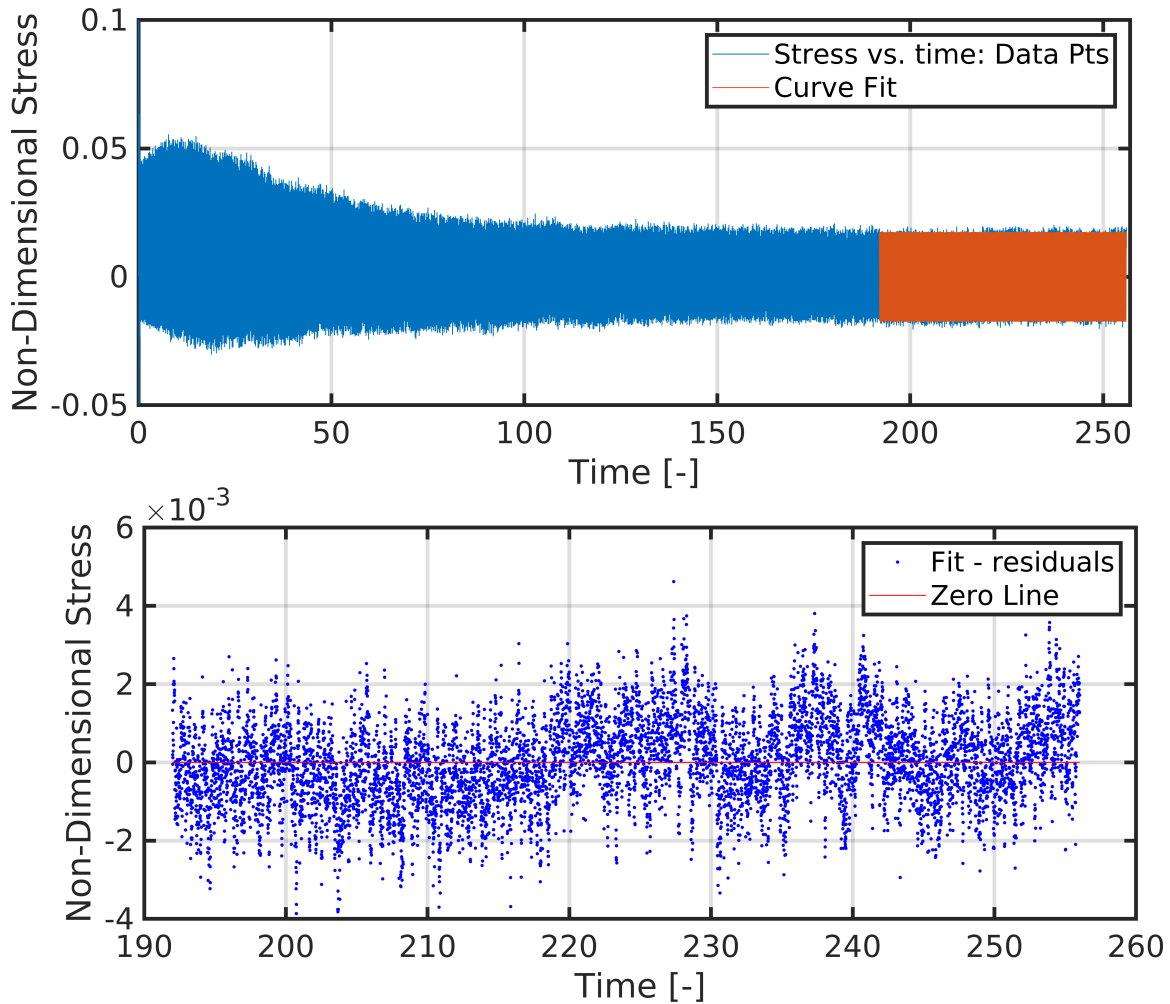 Non-Dimensional Stress
0.1
0.05
0
-0.05
Stress vs. time: Data Pts
Curve Fit
0 50 100 150 200 250
Time [-]
×10-3
Non-Dimensional Stress
6
4
2
0
-2
-4
Fit - residuals
Zero Line
190 200 210 220 230 240 250 260
Time [-]